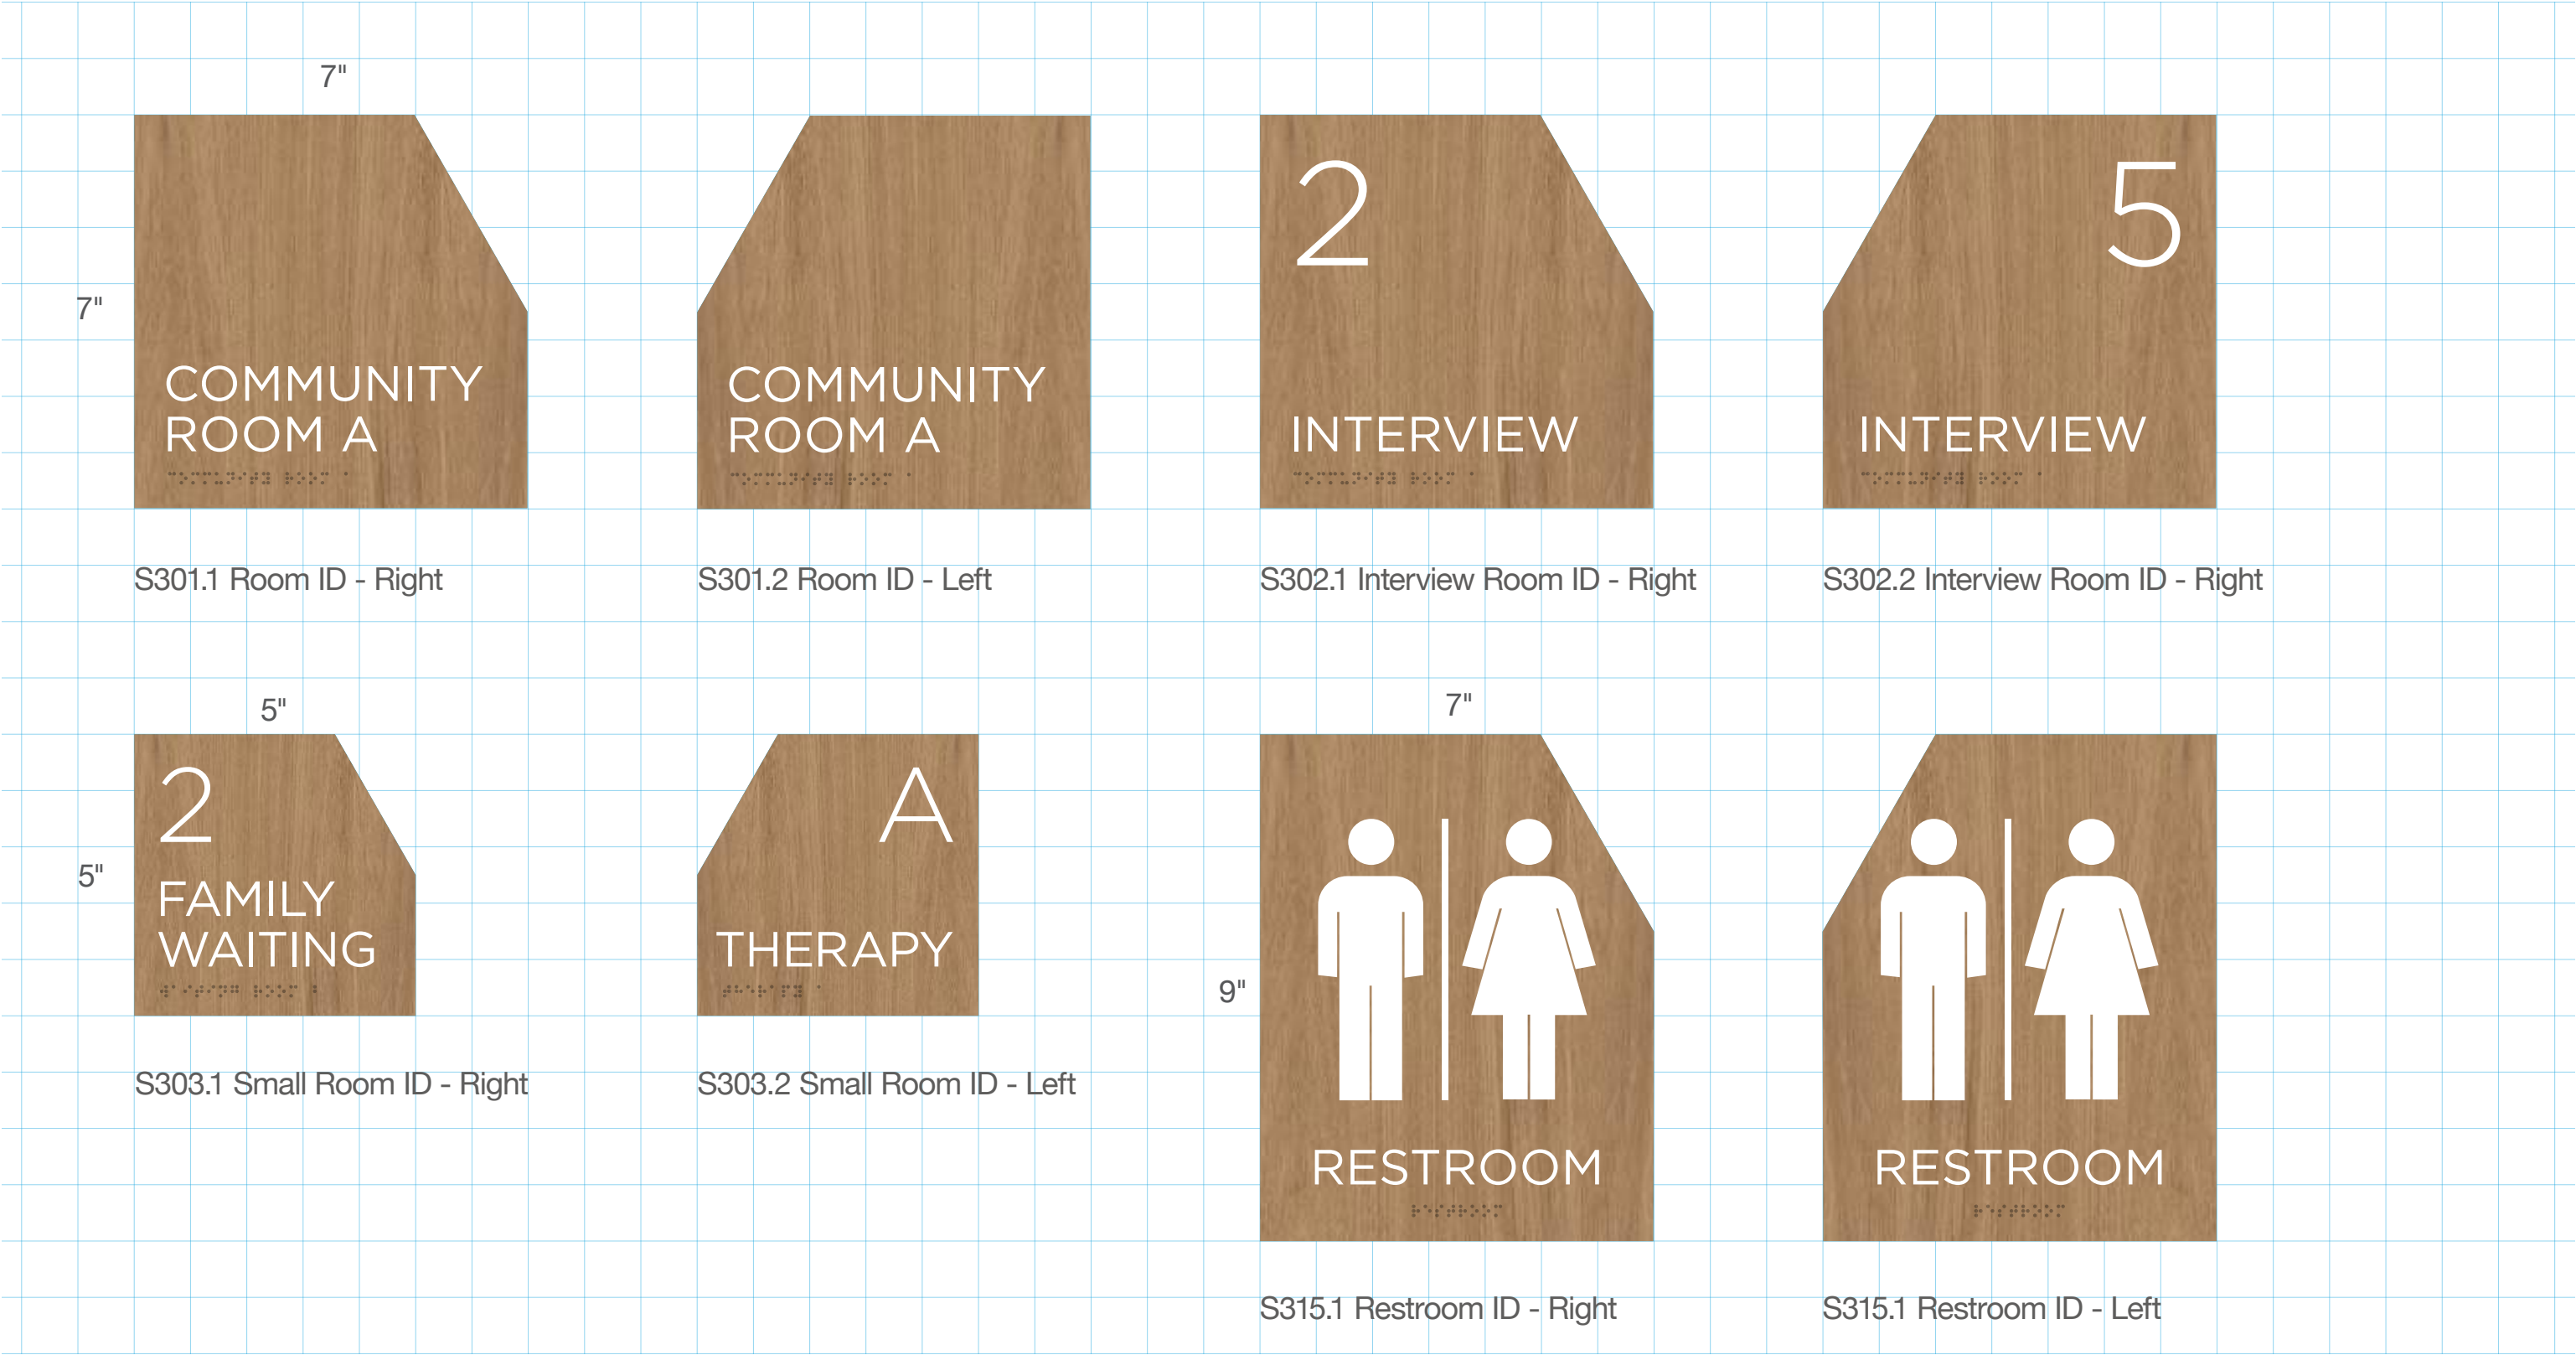 7"
7"
COMMUNITY
ROOM A
⠉⠕⠍⠍⠥⠝⠊⠞⠽ ⠗⠕⠕⠍ ⠁
S301.1 Room ID - Right
COMMUNITY
ROOM A
⠉⠕⠍⠍⠥⠝⠊⠞⠽ ⠗⠕⠕⠍ ⠁
S301.2 Room ID - Left
2
INTERVIEW
⠉⠕⠍⠍⠥⠝⠊⠞⠽ ⠗⠕⠕⠍ ⠁
S302.1 Interview Room ID - Right
5
INTERVIEW
⠉⠕⠍⠍⠥⠝⠊⠞⠽ ⠗⠕⠕⠍ ⠁
S302.2 Interview Room ID - Right
5"
5"
2
FAMILY
WAITING
S303.1 Small Room ID - Right
A
THERAPY
S303.2 Small Room ID - Left
7"
9"
RESTROOM
S315.1 Restroom ID - Right
RESTROOM
S315.1 Restroom ID - Left